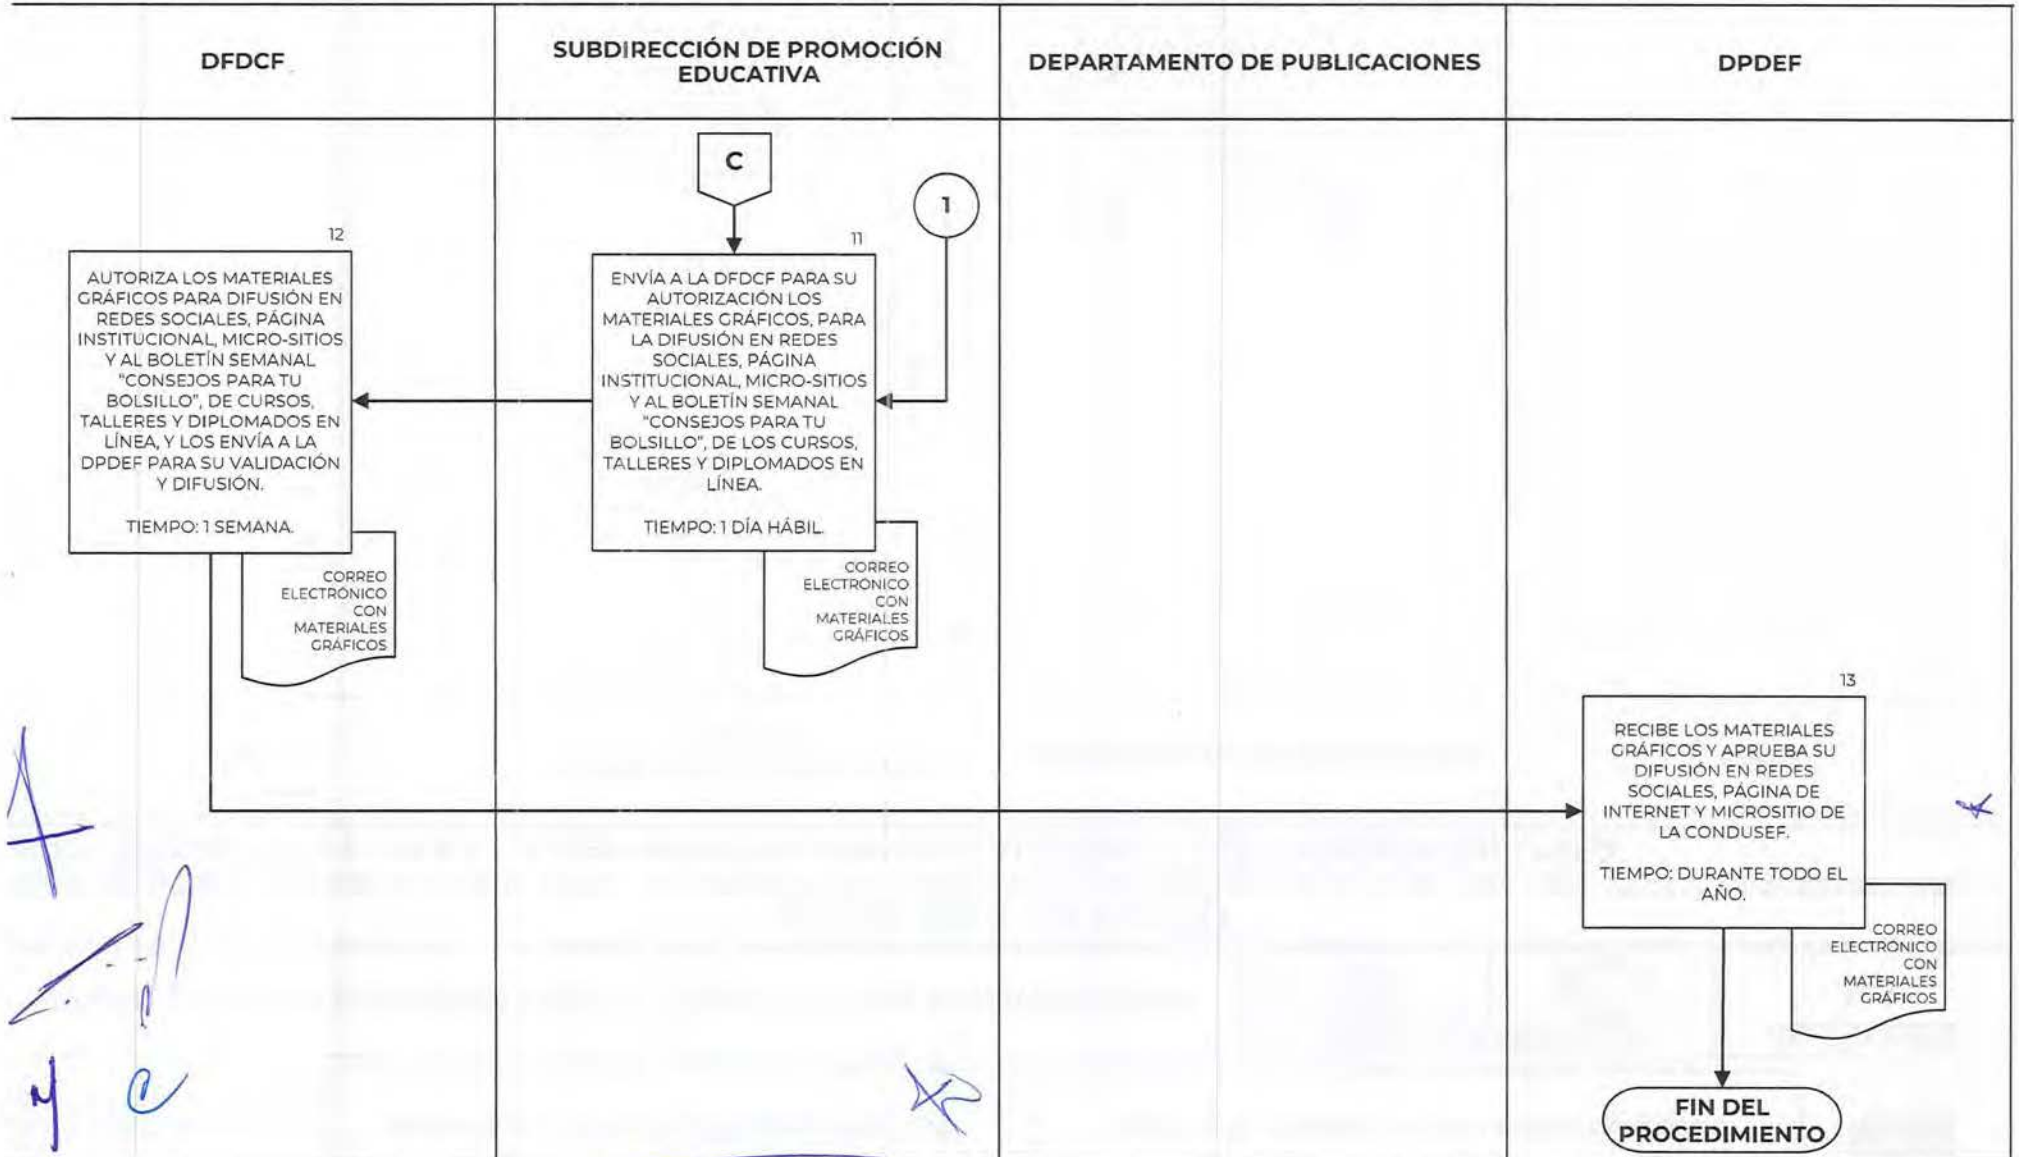 DFDCF
SUBDIRECCIÓN DE PROMOCIÓN
EDUCATIVA
DEPARTAMENTO DE PUBLICACIONES
DPDEF
C
1
12
AUTORIZA LOS MATERIALES
GRÁFICOS PARA DIFUSIÓN EN
REDES SOCIALES, PÁGINA
INSTITUCIONAL, MICRO-SITIOS
Y AL BOLETÍN SEMANAL
"CONSEJOS PARA TU
BOLSILLO", DE CURSOS,
TALLERES Y DIPLOMADOS EN
LÍNEA, Y LOS ENVÍA A LA
DPDEF PARA SU VALIDACIÓN
Y DIFUSIÓN.
TIEMPO: 1 SEMANA.
CORREO
ELECTRÓNICO
CON
MATERIALES
GRÁFICOS
11
ENVÍA A LA DFDCF PARA SU
AUTORIZACIÓN LOS
MATERIALES GRÁFICOS, PARA
LA DIFUSIÓN EN REDES
SOCIALES, PÁGINA
INSTITUCIONAL, MICRO-SITIOS
Y AL BOLETÍN SEMANAL
"CONSEJOS PARA TU
BOLSILLO", DE LOS CURSOS,
TALLERES Y DIPLOMADOS EN
LÍNEA.
TIEMPO: 1 DÍA HÁBIL.
CORREO
ELECTRÓNICO
CON
MATERIALES
GRÁFICOS
13
RECIBE LOS MATERIALES
GRÁFICOS Y APRUEBA SU
DIFUSIÓN EN REDES
SOCIALES, PÁGINA DE
INTERNET Y MICROSITIO DE
LA CONDUSEF.
TIEMPO: DURANTE TODO EL
AÑO.
CORREO
ELECTRÓNICO
CON
MATERIALES
GRÁFICOS
FIN DEL
PROCEDIMIENTO